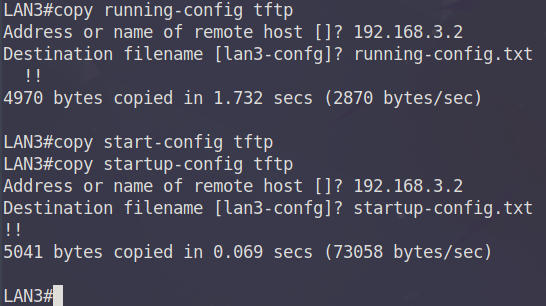 LAN3#copy running-config tftp
Address or name of remote host []? 192.168.3.2
Destination filename [lan3-confg]? running-config.txt
  !!
4970 bytes copied in 1.732 secs (2870 bytes/sec)

LAN3#copy start-config tftp
LAN3#copy startup-config tftp
Address or name of remote host []? 192.168.3.2
Destination filename [lan3-confg]? startup-config.txt
!!
5041 bytes copied in 0.069 secs (73058 bytes/sec)

LAN3#